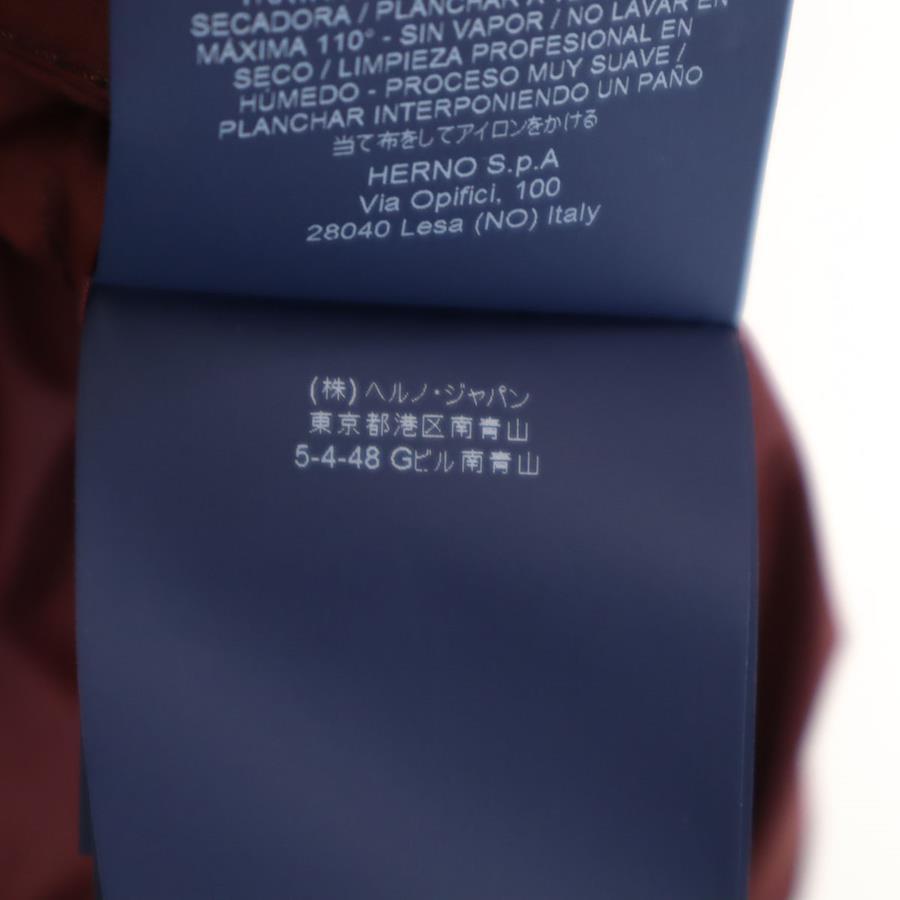 SECADORA / PLANCHAR A
MÁXIMA 110° - SIN VAPOR / NO LAVAR EN
SECO / LIMPIEZA PROFESIONAL EN
HÚMEDO - PROCESO MUY SUAVE /
PLANCHAR INTERPONIENDO UN PAÑO
当て布をしてアイロンをかける
HERNO S.p.A
Via Opifici, 100
28040 Lesa (NO) Italy
(株)ヘルノ・ジャパン
東京都港区南青山
5-4-48 Gビル南青山